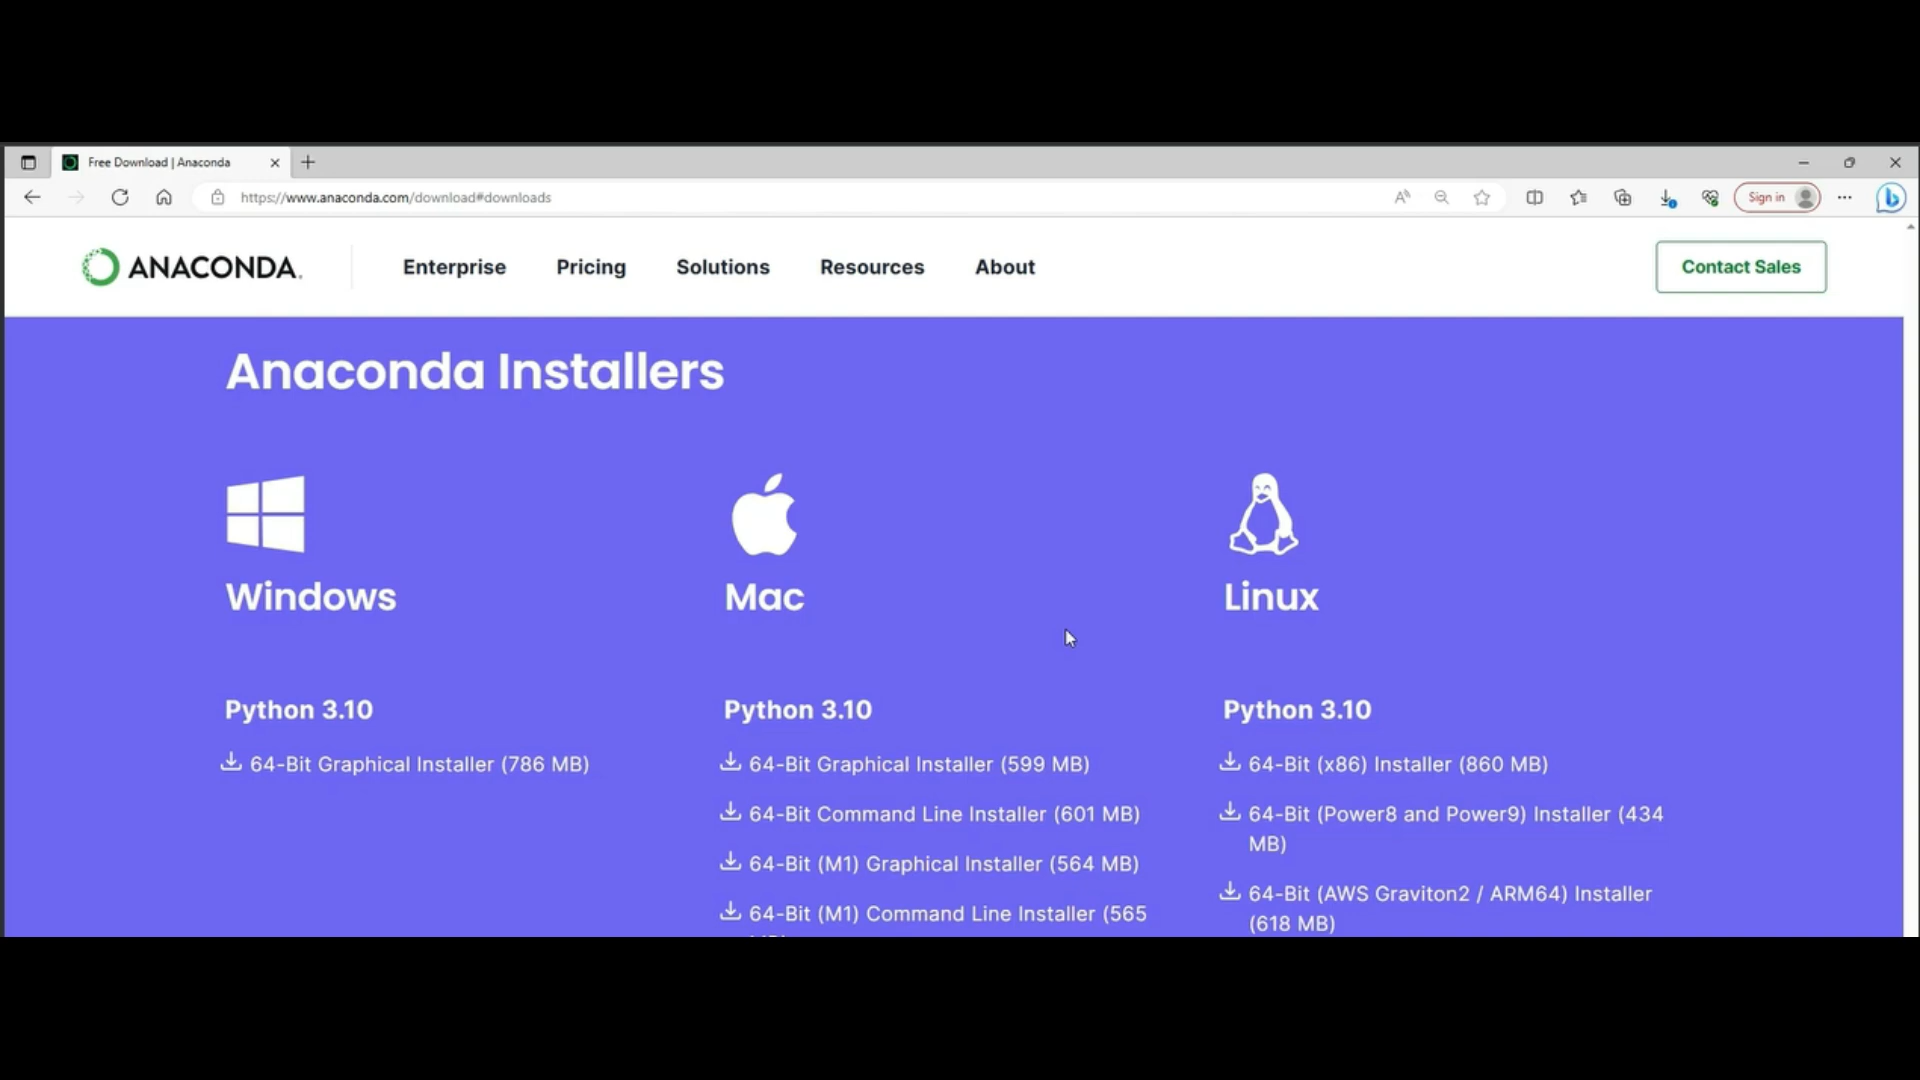 Free Download | Anaconda
https://www.anaconda.com/download#downloads
Sign in
ANACONDA.
Enterprise
Pricing
Solutions
Resources
About
Contact Sales
Anaconda Installers
Windows
Python 3.10
64-Bit Graphical Installer (786 MB)
Mac
Python 3.10
64-Bit Graphical Installer (599 MB)
64-Bit Command Line Installer (601 MB)
64-Bit (M1) Graphical Installer (564 MB)
64-Bit (M1) Command Line Installer (565
Linux
Python 3.10
64-Bit (x86) Installer (860 MB)
64-Bit (Power8 and Power9) Installer (434
MB)
64-Bit (AWS Graviton2 / ARM64) Installer
(618 MB)